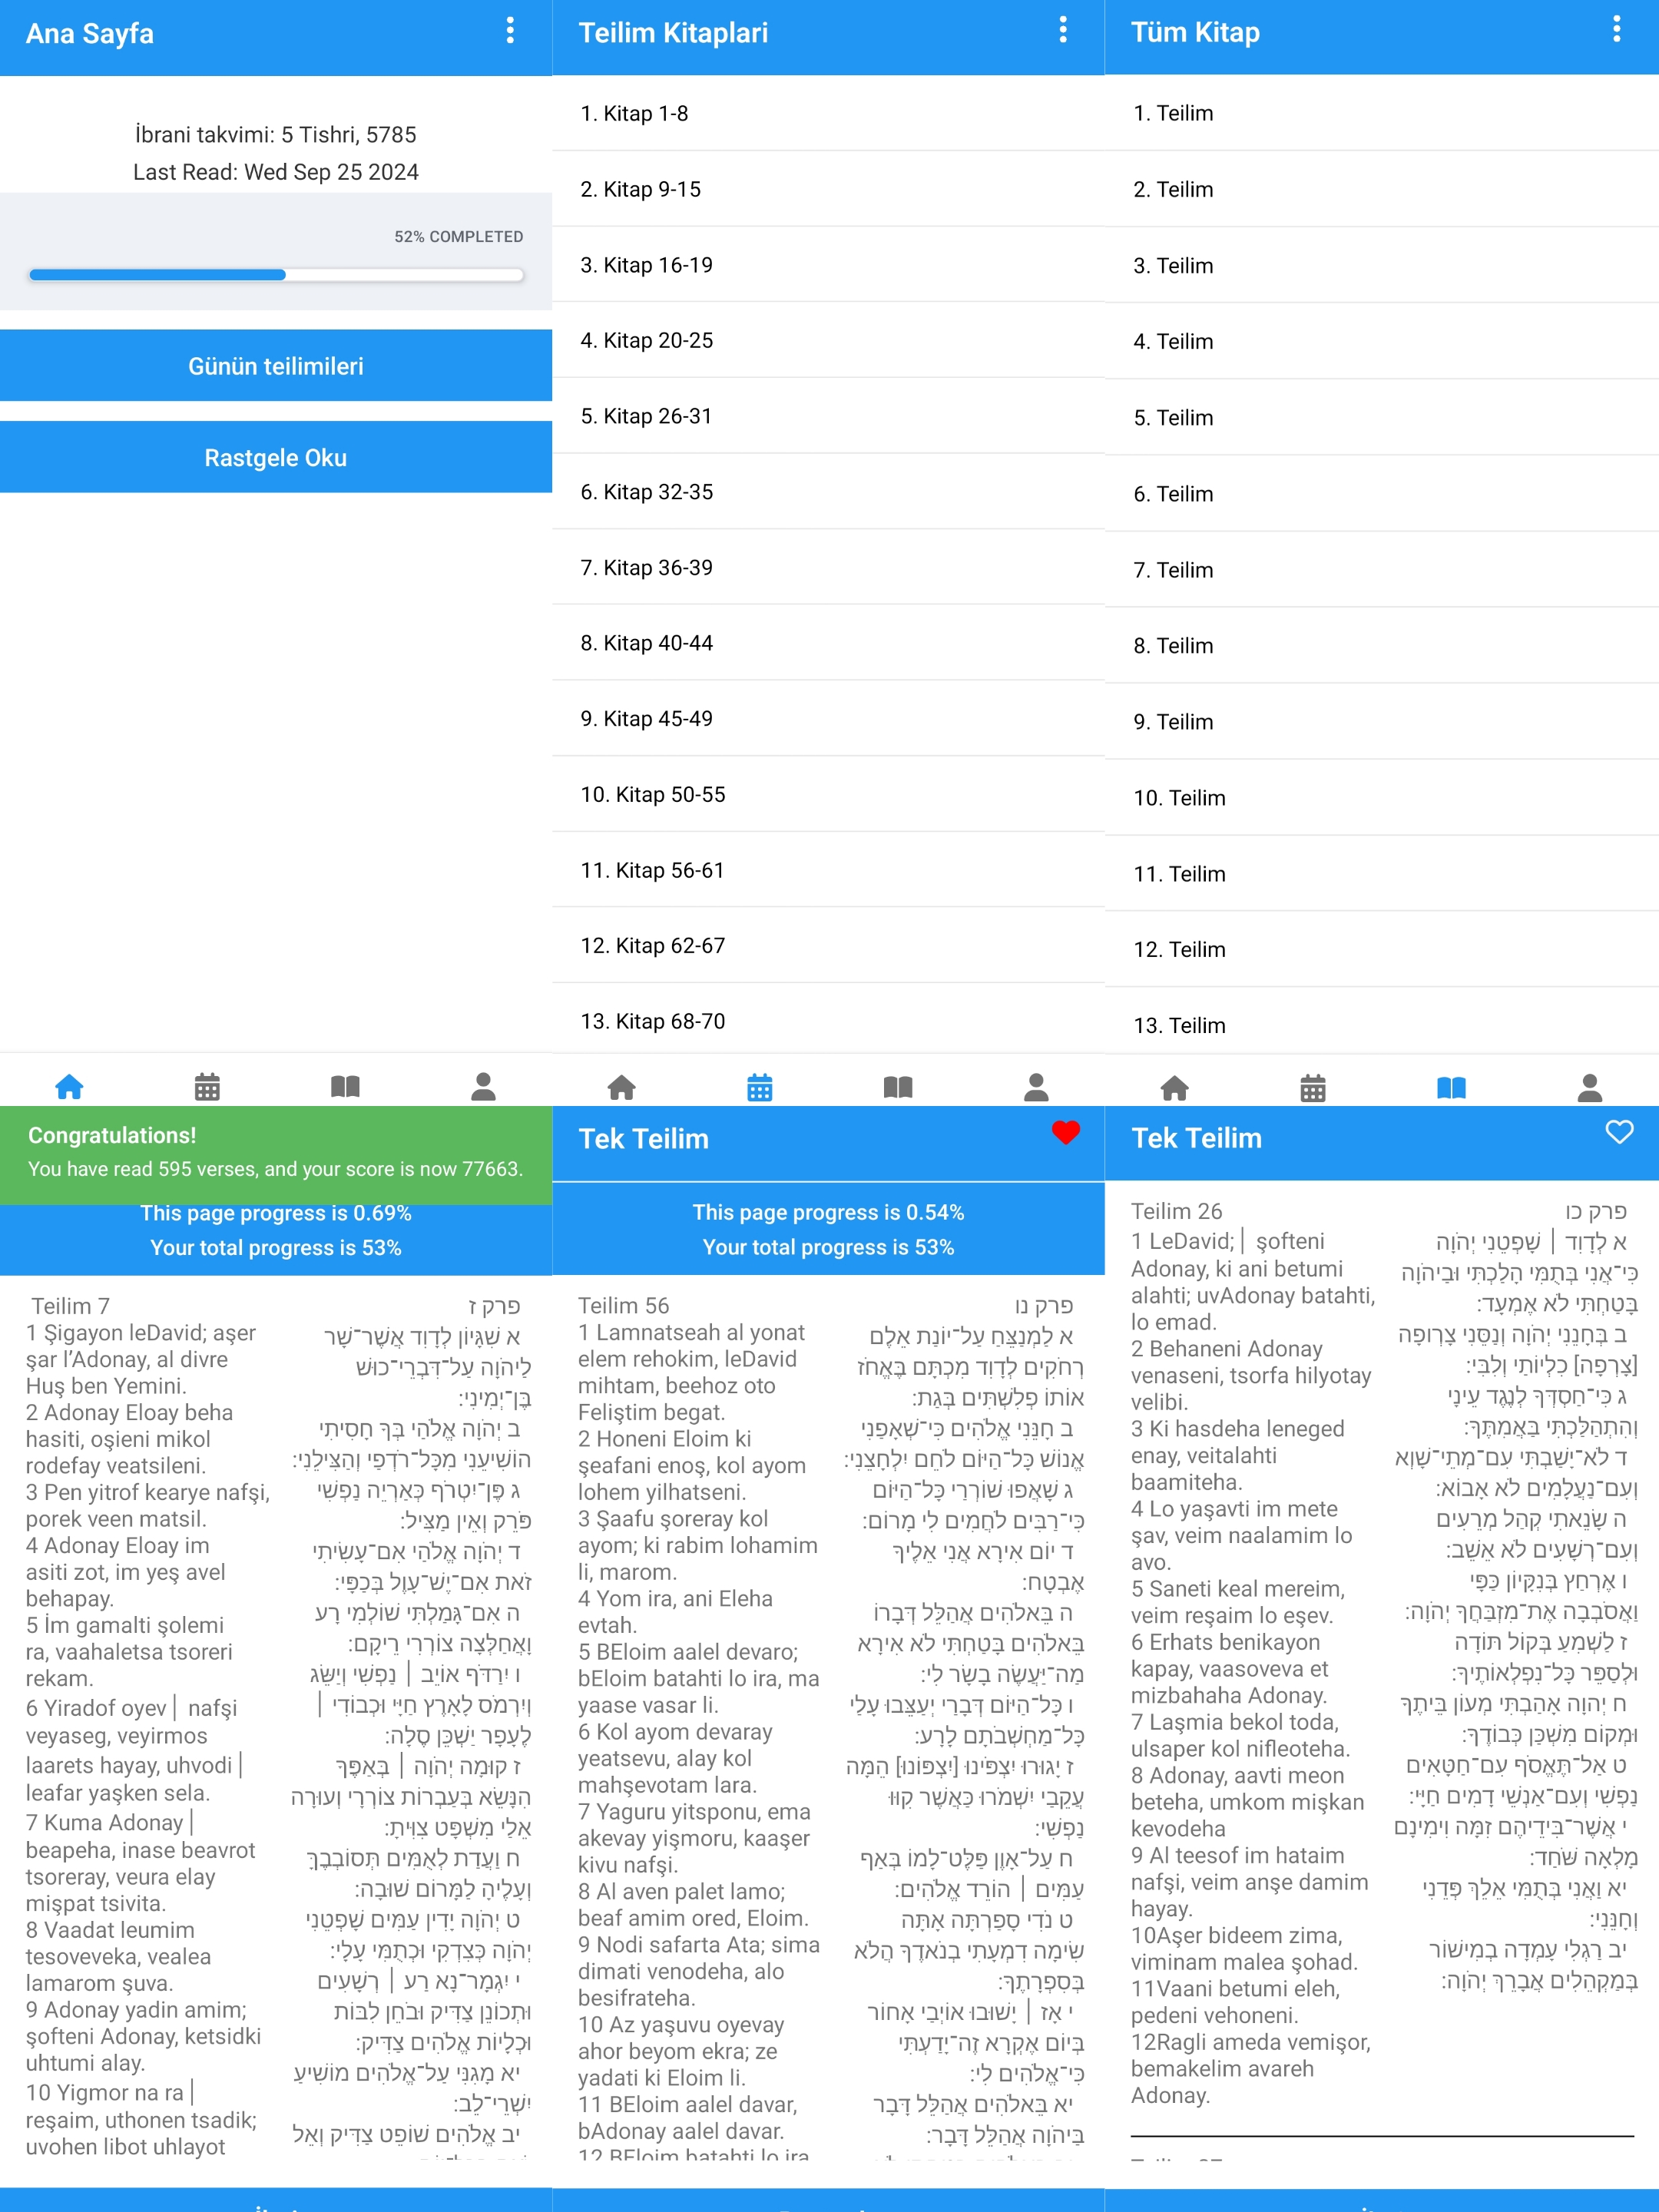 Ana Sayfa
İbrani takvimi: 5 Tishri, 5785
Last Read: Wed Sep 25 2024
52% COMPLETED
Günün teilimileri
Rastgele Oku
Teilim Kitaplari
1. Kitap 1-8
2. Kitap 9-15
3. Kitap 16-19
4. Kitap 20-25
5. Kitap 26-31
6. Kitap 32-35
7. Kitap 36-39
8. Kitap 40-44
9. Kitap 45-49
10. Kitap 50-55
11. Kitap 56-61
12. Kitap 62-67
13. Kitap 68-70
Tüm Kitap
1. Teilim
2. Teilim
3. Teilim
4. Teilim
5. Teilim
6. Teilim
7. Teilim
8. Teilim
9. Teilim
10. Teilim
11. Teilim
12. Teilim
13. Teilim
Congratulations!
You have read 595 verses, and your score is now 77663.
This page progress is 0.69%
Your total progress is 53%
Teilim 7
1 Şigayon leDavid; aşer
şar l’Adonay, al divre
Huş ben Yemini.
2 Adonay Eloay beha
hasiti, oşieni mikol
rodefay veatsileni.
3 Pen yitrof kearye nafşi,
porek veen matsil.
4 Adonay Eloay im
asiti zot, im yeş avel
behapay.
5 İm gamalti şolemi
ra, vaahaletsa tsoreri
rekam.
6 Yiradof oyev│ nafşi
veyaseg, veyirmos
laarets hayay, uhvodi│
leafar yaşken sela.
7 Kuma Adonay│
beapeha, inase beavrot
tsoreray, veura elay
mişpat tsivita.
8 Vaadat leumim
tesoveveka, vealea
lamarom şuva.
9 Adonay yadin amim;
şofteni Adonay, ketsidki
uhtumi alay.
10 Yigmor na ra│
reşaim, uthonen tsadik;
uvohen libot uhlayot
פרק ז
א שִׁגָּיוֹן לְדָוִד אֲשֶׁר־שָׁר
לַיהֹוָה עַל־דִּבְרֵי־כוּשׁ
בֶּן־יְמִינִי:
ב יְהֹוָה אֱלֹהַי בְּךָ חָסִיתִי
הוֹשִׁיעֵנִי מִכָּל־רֹדְפַי וְהַצִּילֵנִי:
ג פֶּן־יִטְרֹף כְּאַרְיֵה נַפְשִׁי
פֹּרֵק וְאֵין מַצִּיל:
ד יְהֹוָה אֱלֹהַי אִם־עָשִׂיתִי
זֹאת אִם־יֶשׁ־עָוֶל בְּכַפָּי:
ה אִם־גָּמַלְתִּי שׁוֹלְמִי רָע
וָאֲחַלְּצָה צוֹרְרִי רֵיקָם:
ו יִרַדֹּף אוֹיֵב │ נַפְשִׁי וְיַשֵּׂג
וְיִרְמֹס לָאָרֶץ חַיָּי וּכְבוֹדִי │
לֶעָפָר יַשְׁכֵּן סֶלָה:
ז קוּמָה יְהֹוָה │ בְּאַפֶּךָ
הִנָּשֵׂא בְּעַבְרוֹת צוֹרְרָי וְעוּרָה
אֵלַי מִשְׁפָּט צִוִּיתָ:
ח וַעֲדַת לְאֻמִּים תְּסוֹבְבֶךָּ
וְעָלֶיהָ לַמָּרוֹם שׁוּבָה:
ט יְהֹוָה יָדִין עַמִּים שָׁפְטֵנִי
יְהֹוָה כְּצִדְקִי וּכְתֻמִּי עָלָי:
י יִגְמָר־נָא רַע │ רְשָׁעִים
וּתְכוֹנֵן צַדִּיק וּבֹחֵן לִבּוֹת
וּכְלָיוֹת אֱלֹהִים צַדִּיק:
יא מָגִנִּי עַל־אֱלֹהִים מוֹשִׁיעַ
יִשְׁרֵי־לֵב:
יב אֱלֹהִים שׁוֹפֵט צַדִּיק וְאֵל
Tek Teilim
This page progress is 0.54%
Your total progress is 53%
Teilim 56
1 Lamnatseah al yonat
elem rehokim, leDavid
mihtam, beehoz oto
Feliştim begat.
2 Honeni Eloim ki
şeafani enoş, kol ayom
lohem yilhatseni.
3 Şaafu şoreray kol
ayom; ki rabim lohamim
li, marom.
4 Yom ira, ani Eleha
evtah.
5 BEloim aalel devaro;
bEloim batahti lo ira, ma
yaase vasar li.
6 Kol ayom devaray
yeatsevu, alay kol
mahşevotam lara.
7 Yaguru yitsponu, ema
akevay yişmoru, kaaşer
kivu nafşi.
8 Al aven palet lamo;
beaf amim ored, Eloim.
9 Nodi safarta Ata; sima
dimati venodeha, alo
besifrateha.
10 Az yaşuvu oyevay
ahor beyom ekra; ze
yadati ki Eloim li.
11 BEloim aalel davar,
bAdonay aalel davar.
12 BEloim batahti lo ira
פרק נו
א לַמְנַצֵּחַ עַל־יוֹנַת אֵלֶם
רְחֹקִים לְדָוִד מִכְתָּם בֶּאֱחֹז
אוֹתוֹ פְלִשְׁתִּים בְּגַת:
ב חָנֵּנִי אֱלֹהִים כִּי־שְׁאָפַנִי
אֱנוֹשׁ כָּל־הַיּוֹם לֹחֵם יִלְחָצֵנִי:
ג שָׁאֲפוּ שׁוֹרְרַי כָּל־הַיּוֹם
כִּי־רַבִּים לֹחֲמִים לִי מָרוֹם:
ד יוֹם אִירָא אֲנִי אֵלֶיךָ
אֶבְטָח:
ה בֵּאלֹהִים אֲהַלֵּל דְּבָרוֹ
בֵּאלֹהִים בָּטַחְתִּי לֹא אִירָא
מַה־יַּעֲשֶׂה בָשָׂר לִי:
ו כָּל־הַיּוֹם דְּבָרַי יְעַצֵּבוּ עָלַי
כָּל־מַחְשְׁבֹתָם לָרָע:
ז יָגוּרוּ יִצְפֹּינוּ [יִצְפּוֹנוּ] הֵמָּה
עֲקֵבַי יִשְׁמֹרוּ כַּאֲשֶׁר קִוּוּ
נַפְשִׁי:
ח עַל־אָוֶן פַּלֶּט־לָמוֹ בְּאַף
עַמִּים │ הוֹרֵד אֱלֹהִים:
ט נֹדִי סָפַרְתָּה אָתָּה
שִׂימָה דִמְעָתִי בְנֹאדֶךָ הֲלֹא
בְּסִפְרָתֶךָ:
י אָז │ יָשׁוּבוּ אוֹיְבַי אָחוֹר
בְּיוֹם אֶקְרָא זֶה־יָדַעְתִּי
כִּי־אֱלֹהִים לִי:
יא בֵּאלֹהִים אֲהַלֵּל דָּבָר
בַּיהֹוָה אֲהַלֵּל דָּבָר:
Tek Teilim
Teilim 26
1 LeDavid;│ şofteni
Adonay, ki ani betumi
alahti; uvAdonay batahti,
lo emad.
2 Behaneni Adonay
venaseni, tsorfa hilyotay
velibi.
3 Ki hasdeha leneged
enay, veitalahti
baamiteha.
4 Lo yaşavti im mete
şav, veim naalamim lo
avo.
5 Saneti keal mereim,
veim reşaim lo eşev.
6 Erhats benikayon
kapay, vaasoveva et
mizbahaha Adonay.
7 Laşmia bekol toda,
ulsaper kol nifleoteha.
8 Adonay, aavti meon
beteha, umkom mişkan
kevodeha
9 Al teesof im hataim
nafşi, veim anşe damim
hayay.
10Aşer bideem zima,
viminam malea şohad.
11Vaani betumi eleh,
pedeni vehoneni.
12Ragli ameda vemişor,
bemakelim avareh
Adonay.
פרק כו
א לְדָוִד │ שָׁפְטֵנִי יְהֹוָה
כִּי־אֲנִי בְּתֻמִּי הָלַכְתִּי וּבַיהֹוָה
בָּטַחְתִּי לֹא אֶמְעָד:
ב בְּחָנֵנִי יְהֹוָה וְנַסֵּנִי צָרְופָה
[צָרְפָה] כִלְיוֹתַי וְלִבִּי:
ג כִּי־חַסְדְּךָ לְנֶגֶד עֵינָי
וְהִתְהַלַּכְתִּי בַּאֲמִתֶּךָ:
ד לֹא־יָשַׁבְתִּי עִם־מְתֵי־שָׁוְא
וְעִם־נַעֲלָמִים לֹא אָבוֹא:
ה שָׂנֵאתִי קְהַל מְרֵעִים
וְעִם־רְשָׁעִים לֹא אֵשֵׁב:
ו אֶרְחַץ בְּנִקָּיוֹן כַּפָּי
וַאֲסֹבְבָה אֶת־מִזְבַּחֲךָ יְהֹוָה:
ז לַשְׁמִעַ בְּקוֹל תּוֹדָה
וּלְסַפֵּר כָּל־נִפְלְאוֹתֶיךָ:
ח יְהֹוָה אָהַבְתִּי מְעוֹן בֵּיתֶךָ
וּמְקוֹם מִשְׁכַּן כְּבוֹדֶךָ:
ט אַל־תֶּאֱסֹף עִם־חַטָּאִים
נַפְשִׁי וְעִם־אַנְשֵׁי דָמִים חַיָּי:
י אֲשֶׁר־בִּידֵיהֶם זִמָּה וִימִינָם
מָלְאָה שֹּׁחַד:
יא וַאֲנִי בְּתֻמִּי אֵלֵךְ פְּדֵנִי
וְחָנֵּנִי:
יב רַגְלִי עָמְדָה בְמִישׁוֹר
בְּמַקְהֵלִים אֲבָרֵךְ יְהֹוָה: